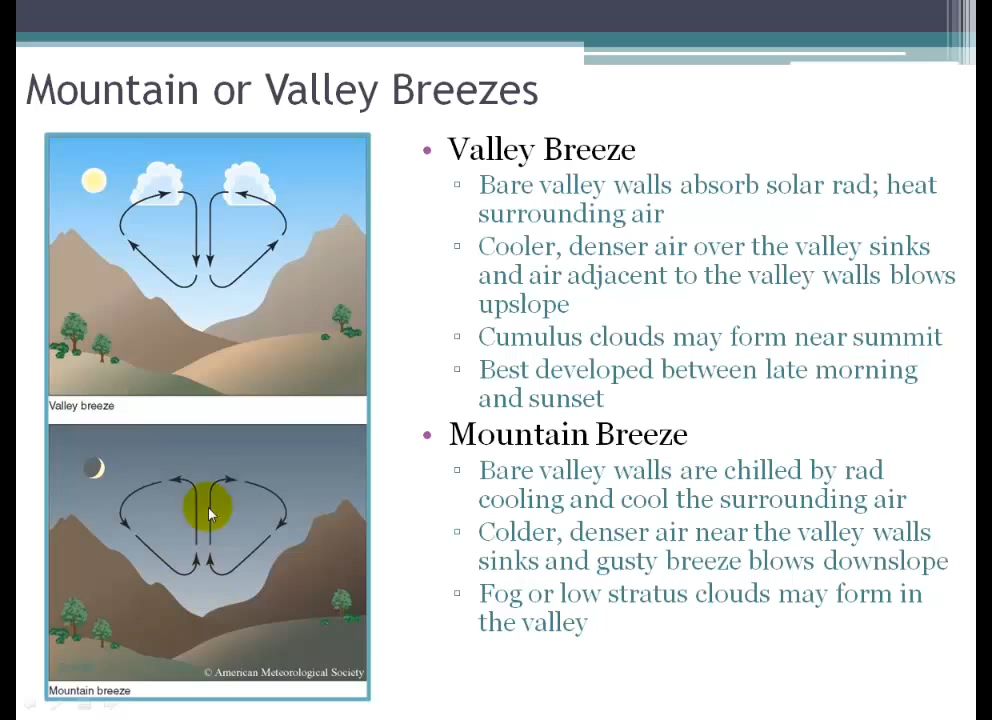 Mountain or Valley Breezes
Valley breeze
© American Meteorological Society
Mountain breeze
• Valley Breeze
▫ Bare valley walls absorb solar rad; heat
surrounding air
▫ Cooler, denser air over the valley sinks
and air adjacent to the valley walls blows
upslope
▫ Cumulus clouds may form near summit
▫ Best developed between late morning
and sunset
• Mountain Breeze
▫ Bare valley walls are chilled by rad
cooling and cool the surrounding air
▫ Colder, denser air near the valley walls
sinks and gusty breeze blows downslope
▫ Fog or low stratus clouds may form in
the valley